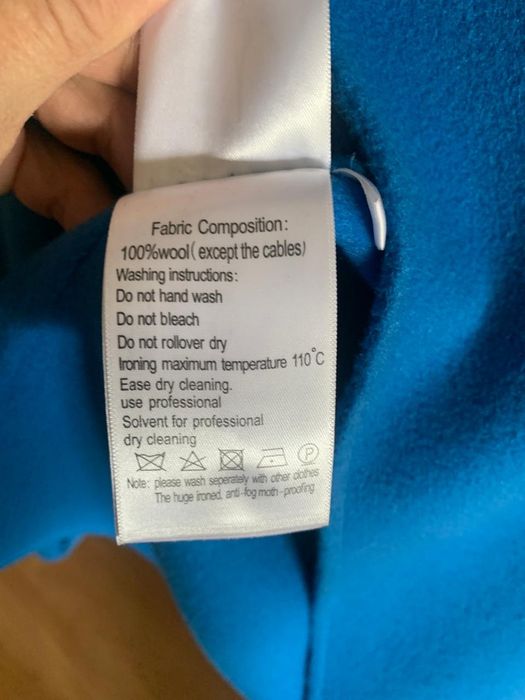 Fabric Composition:
100%wool(except the cables)
Washing instructions:
Do not hand wash
Do not bleach
Do not rollover dry
Ironing maximum temperature 110°C
Ease dry cleaning.
use professional
Solvent for professional
dry cleaning
P
Note: please wash seperately with other clothes
The huge ironed, anti-fog moth-proofing